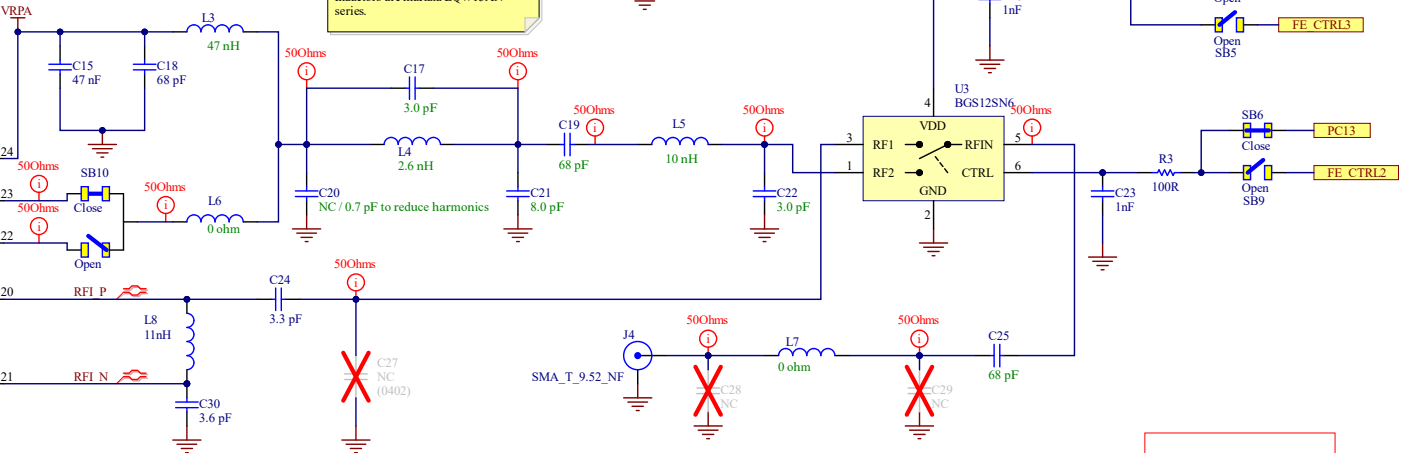 series.
VRPA
L3
47 nH
C15
47 nF
C18
68 pF
50Ohms
C17
3.0 pF
50Ohms
1nF
Open
FE_CTRL3
Open
SB5
U3
BGS12SN6
50Ohms
4
VDD
3
RF1
RFIN
5
1
RF2
CTRL
6
GND
2
SB6
Close
PC13
R3
100R
FE_CTRL2
Open
SB9
C23
1nF
24
50Ohms
23
SB10
Close
50Ohms
22
Open
50Ohms
L6
0 ohm
L4
2.6 nH
C19
68 pF
50Ohms
L5
10 nH
50Ohms
C20
NC / 0.7 pF to reduce harmonics
C21
8.0 pF
C22
3.0 pF
20
RFI_P
C24
3.3 pF
50Ohms
L8
11nH
21
RFI_N
C30
3.6 pF
C27
NC
(0402)
J4
SMA_T_9.52_NF
50Ohms
L7
0 ohm
50Ohms
C25
68 pF
C28
NC
C29
NC